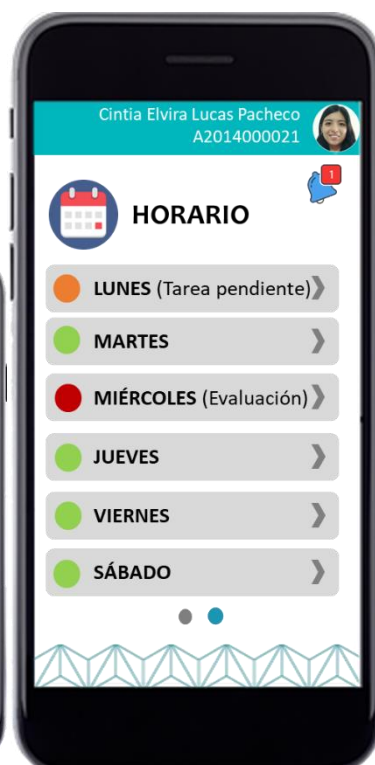 Cintia Elvira Lucas Pacheco
A2014000021
1
HORARIO
LUNES (Tarea pendiente)
MARTES
MIÉRCOLES (Evaluación)
JUEVES
VIERNES
SÁBADO